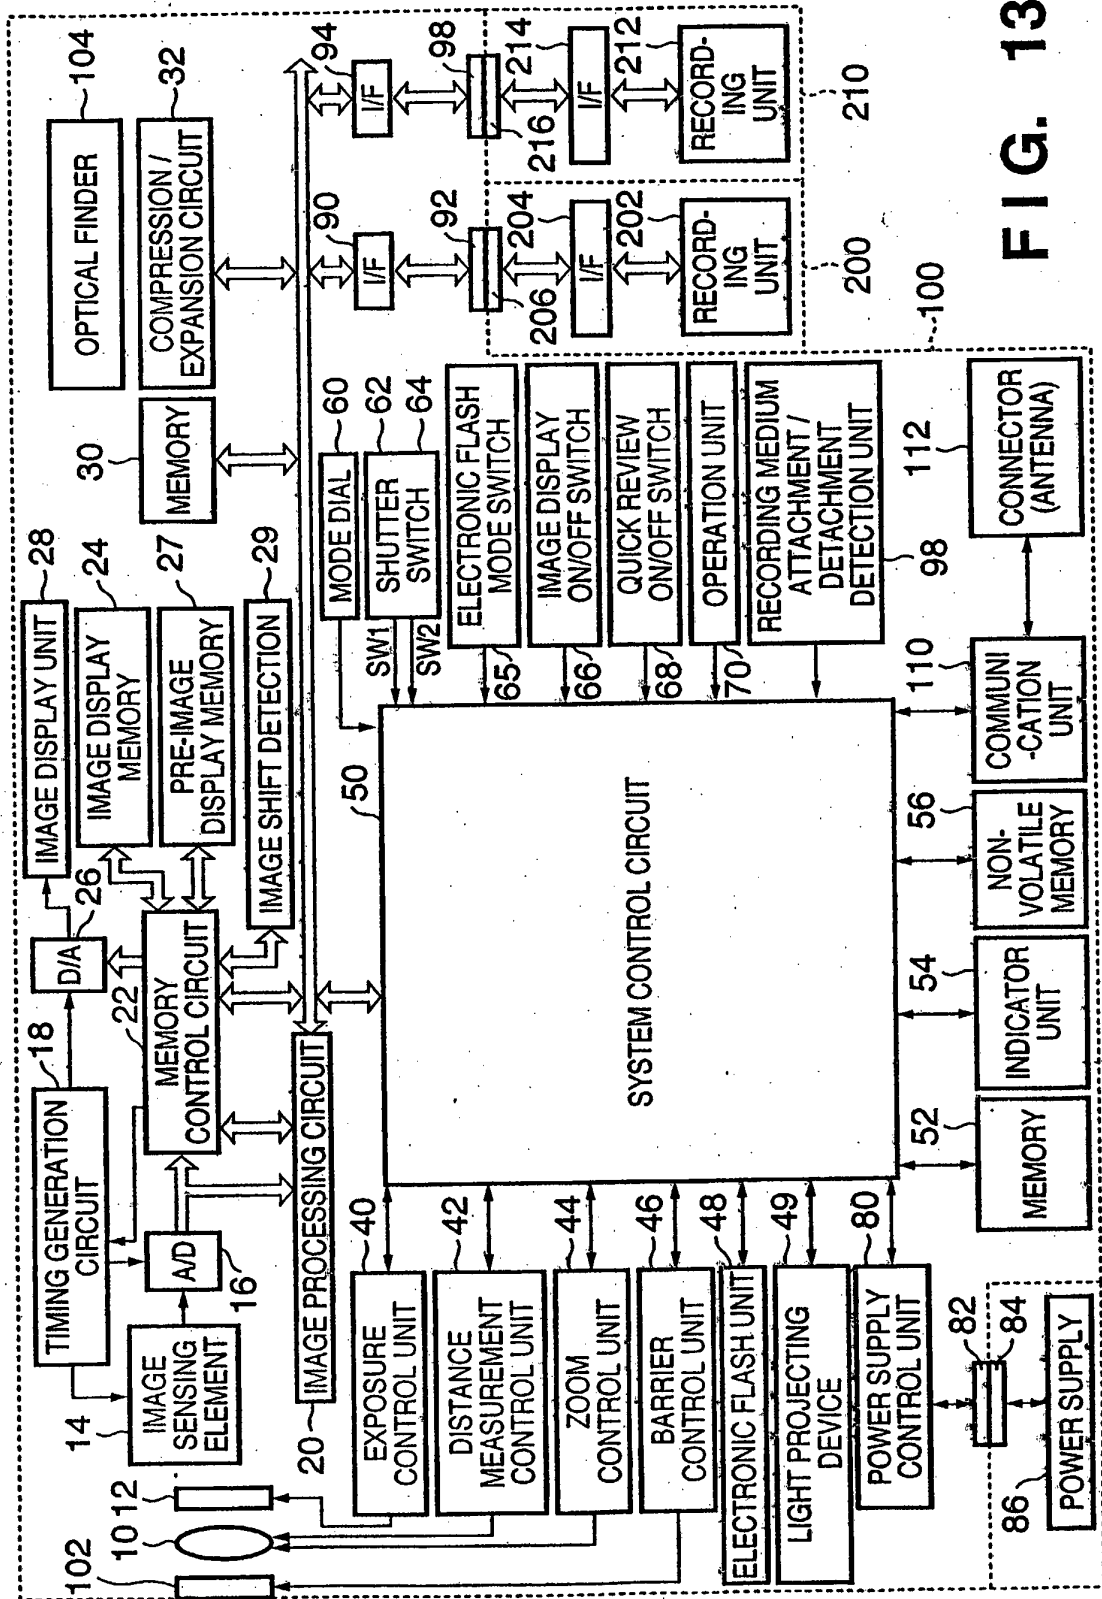 102
10
12
14
IMAGE
SENSING
ELEMENT
TIMING GENERATION
CIRCUIT
18
A/D
16
22
MEMORY
CONTROL CIRCUIT
D/A
26
IMAGE DISPLAY UNIT
28
IMAGE DISPLAY
MEMORY
24
PRE-IMAGE
DISPLAY MEMORY
27
IMAGE SHIFT DETECTION
29
30
MEMORY
OPTICAL FINDER
104
COMPRESSION /
EXPANSION CIRCUIT
32
20
IMAGE PROCESSING CIRCUIT
EXPOSURE
CONTROL UNIT
40
DISTANCE
MEASUREMENT
CONTROL UNIT
42
ZOOM
CONTROL UNIT
44
BARRIER
CONTROL UNIT
46
ELECTRONIC FLASH UNIT
48
LIGHT PROJECTING
DEVICE
49
POWER SUPPLY
CONTROL UNIT
80
82
84
86
POWER SUPPLY
50
SYSTEM CONTROL CIRCUIT
MODE DIAL
60
SW1
SW2
SHUTTER
SWITCH
62
64
ELECTRONIC FLASH
MODE SWITCH
65
IMAGE DISPLAY
ON/OFF SWITCH
66
QUICK REVIEW
ON/OFF SWITCH
68
OPERATION UNIT
70
RECORDING MEDIUM
ATTACHMENT /
DETACHMENT
DETECTION UNIT
98
52
MEMORY
54
INDICATOR
UNIT
56
NON-
VOLATILE
MEMORY
110
COMMUNI
-CATION
UNIT
112
CONNECTOR
(ANTENNA)
100
90
I/F
92
206
204
I/F
202
RECORD-
ING
UNIT
200
94
I/F
98
216
214
I/F
212
RECORD-
ING
UNIT
210
FIG. 13